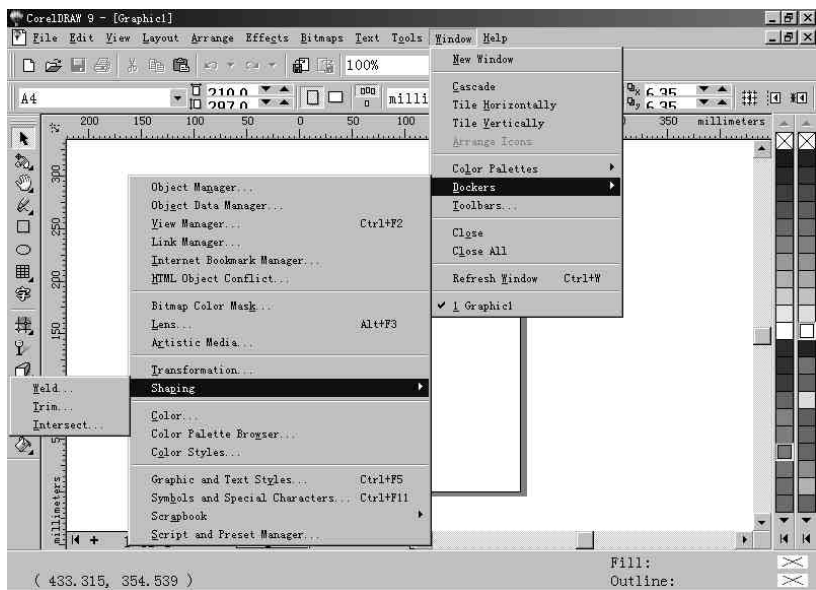 CorelDRAW 9 - [Graphic1]
File Edit View Layout Arrange Effects Bitmaps Text Tools Window Help
100%
A4
210.0
297.0
milli
6.35
6.35
200 150 100 50 0 50 100 350 millimeters
300
250
200
150
millimeters
New Window
Cascade
Tile Horizontally
Tile Vertically
Arrange Icons
Color Palettes
Dockers
Toolbars...
Close
Close All
Refresh Window Ctrl+W
1 Graphic1
Object Manager...
Object Data Manager...
View Manager... Ctrl+F2
Link Manager...
Internet Bookmark Manager...
HTML Object Conflict...
Bitmap Color Mask...
Lens... Alt+F3
Artistic Media...
Transformation...
Shaping
Color...
Color Palette Browser...
Color Styles...
Graphic and Text Styles... Ctrl+F5
Symbols and Special Characters... Ctrl+F11
Scrapbook
Script and Preset Manager...
Weld...
Trim...
Intersect...
( 433.315, 354.539 )
Fill:
Outline: